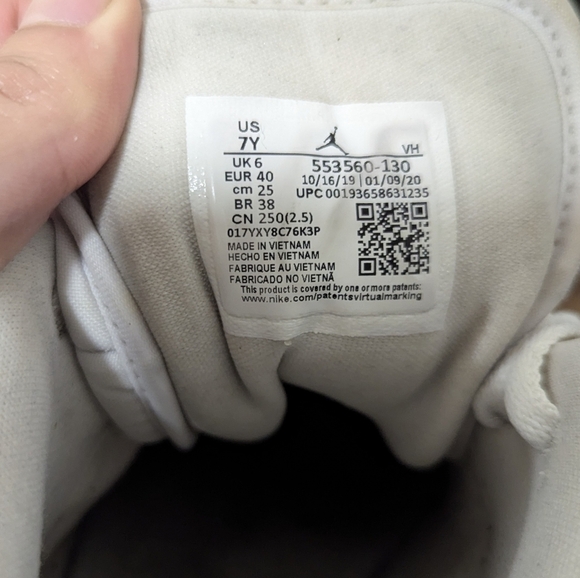 US
7Y
VH
UK 6
553560-130
EUR 40
10/16/19 | 01/09/20
cm 25
UPC 00193658631235
BR 38
CN 250(2.5)
017YXY8C76K3P
MADE IN VIETNAM
HECHO EN VIETNAM
FABRIQUE AU VIETNAM
FABRICADO NO VIETNÃ
This product is covered by one or more patents:
www.nike.com/patentsvirtualmarking